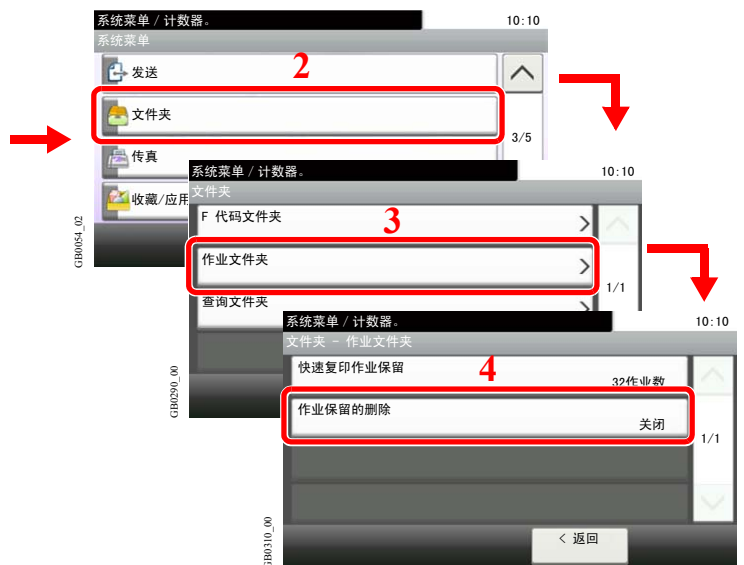 系统菜单 / 计数器。 10:10
系统菜单
发送
2
文件夹
3/5
传真
收藏/应用
GB0054_02
系统菜单 / 计数器。 10:10
文件夹
F 代码文件夹
3
作业文件夹
1/1
查询文件夹
GB0290_00
系统菜单 / 计数器。 10:10
文件夹 - 作业文件夹
快速复印作业保留
4
32作业数
作业保留的删除
关闭
1/1
< 返回
GB0310_00